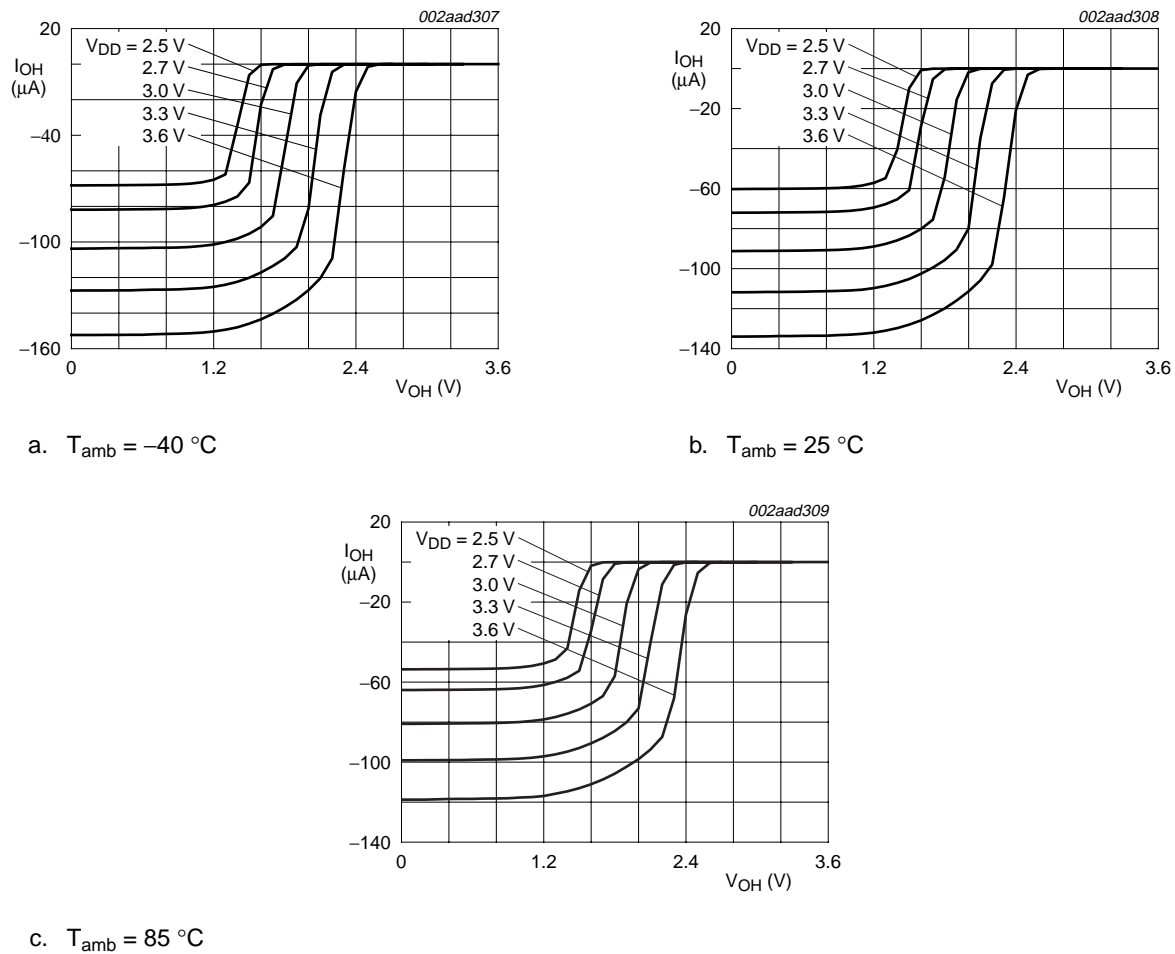 002aad307
20
IOH
(μA)
−40
−100
−160
VDD = 2.5 V
2.7 V
3.0 V
3.3 V
3.6 V
0
1.2
2.4
3.6
VOH (V)
a. Tamb = −40 °C
002aad308
20
IOH
(μA)
−20
−60
−100
−140
VDD = 2.5 V
2.7 V
3.0 V
3.3 V
3.6 V
0
1.2
2.4
3.6
VOH (V)
b. Tamb = 25 °C
002aad309
20
IOH
(μA)
−20
−60
−100
−140
VDD = 2.5 V
2.7 V
3.0 V
3.3 V
3.6 V
0
1.2
2.4
3.6
VOH (V)
c. Tamb = 85 °C